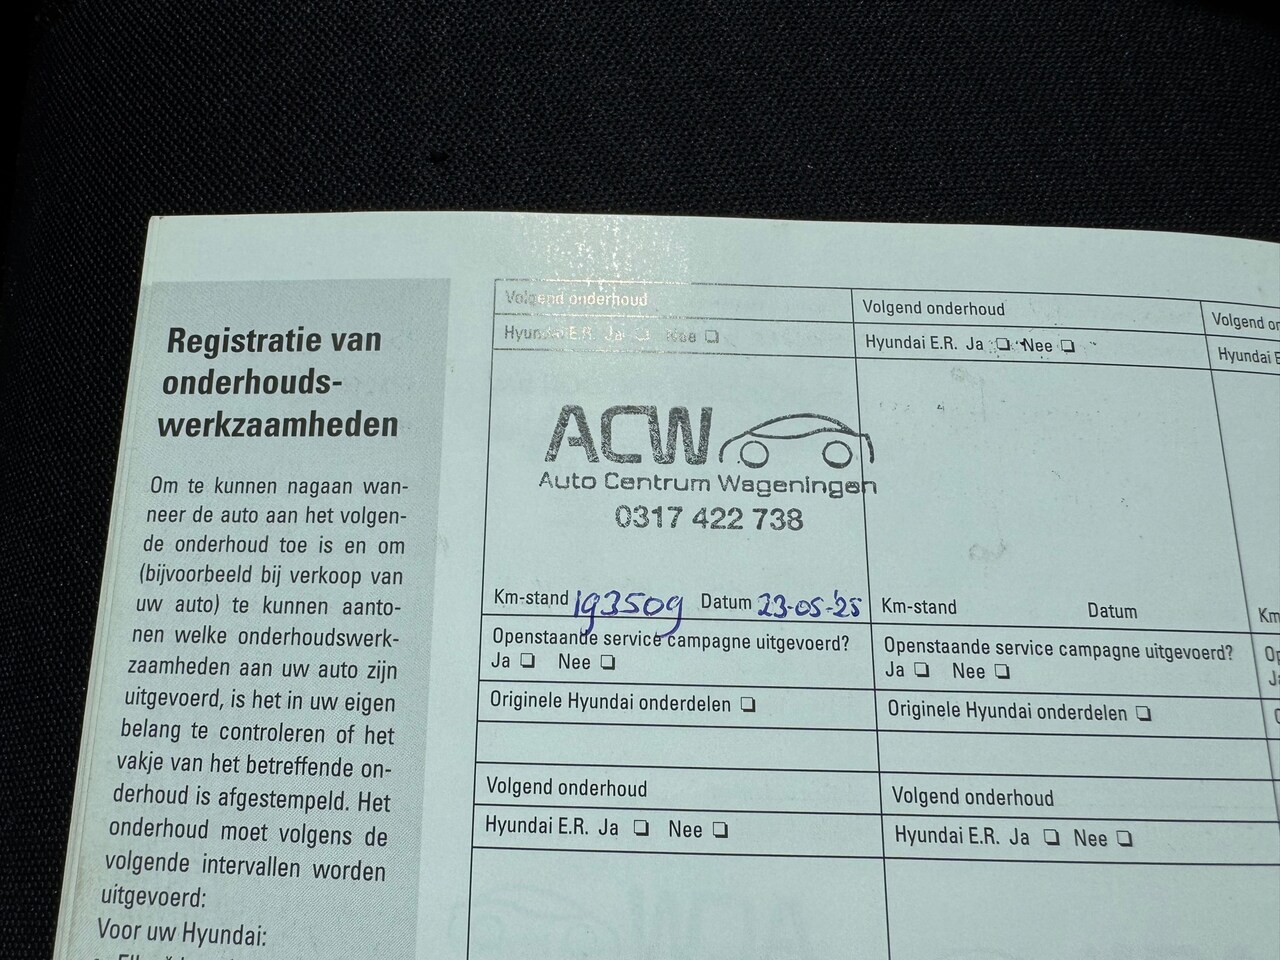 Registratie van
onderhouds-
werkzaamheden
Om te kunnen nagaan wan-
neer de auto aan het volgen-
de onderhoud toe is en om
(bijvoorbeeld bij verkoop van
uw auto) te kunnen aanto-
nen welke onderhoudswerk-
zaamheden aan uw auto zijn
uitgevoerd, is het in uw eigen
belang te controleren of het
vakje van het betreffende on-
derhoud is afgestempeld. Het
onderhoud moet volgens de
volgende intervallen worden
uitgevoerd:
Voor uw Hyundai:
Volgend onderhoud
Hyundai E.R. Ja Nee
ACW
Auto Centrum Wageningen
0317 422 738
Km-stand 193509 Datum 23-05-'25
Openstaande service campagne uitgevoerd?
Ja Nee
Originele Hyundai onderdelen
Volgend onderhoud
Hyundai E.R. Ja Nee
Volgend onderhoud
Hyundai E.R. Ja Nee
Km-stand Datum
Openstaande service campagne uitgevoerd?
Ja Nee
Originele Hyundai onderdelen
Volgend onderhoud
Hyundai E.R. Ja Nee
Volgend
Hyundai